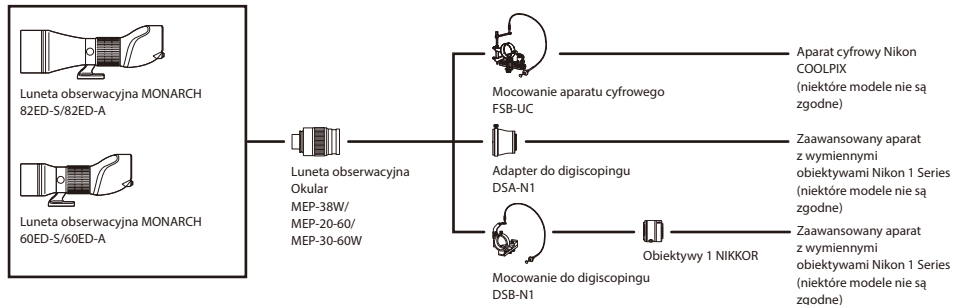 Luneta obserwacyjna MONARCH
82ED-S/82ED-A
Luneta obserwacyjna MONARCH
60ED-S/60ED-A
Luneta obserwacyjna
Okular
MEP-38W/
MEP-20-60/
MEP-30-60W
Mocowanie aparatu cyfrowego
FSB-UC
Adapter do digiscopingu
DSA-N1
Mocowanie do digiscopingu
DSB-N1
Obiektywy 1 NIKKOR
Aparat cyfrowy Nikon
COOLPIX
(niektóre modele nie są
zgodne)
Zaawansowany aparat
z wymiennymi
obiektywami Nikon 1 Series
(niektóre modele nie są
zgodne)
Zaawansowany aparat
z wymiennymi
obiektywami Nikon 1 Series
(niektóre modele nie są
zgodne)